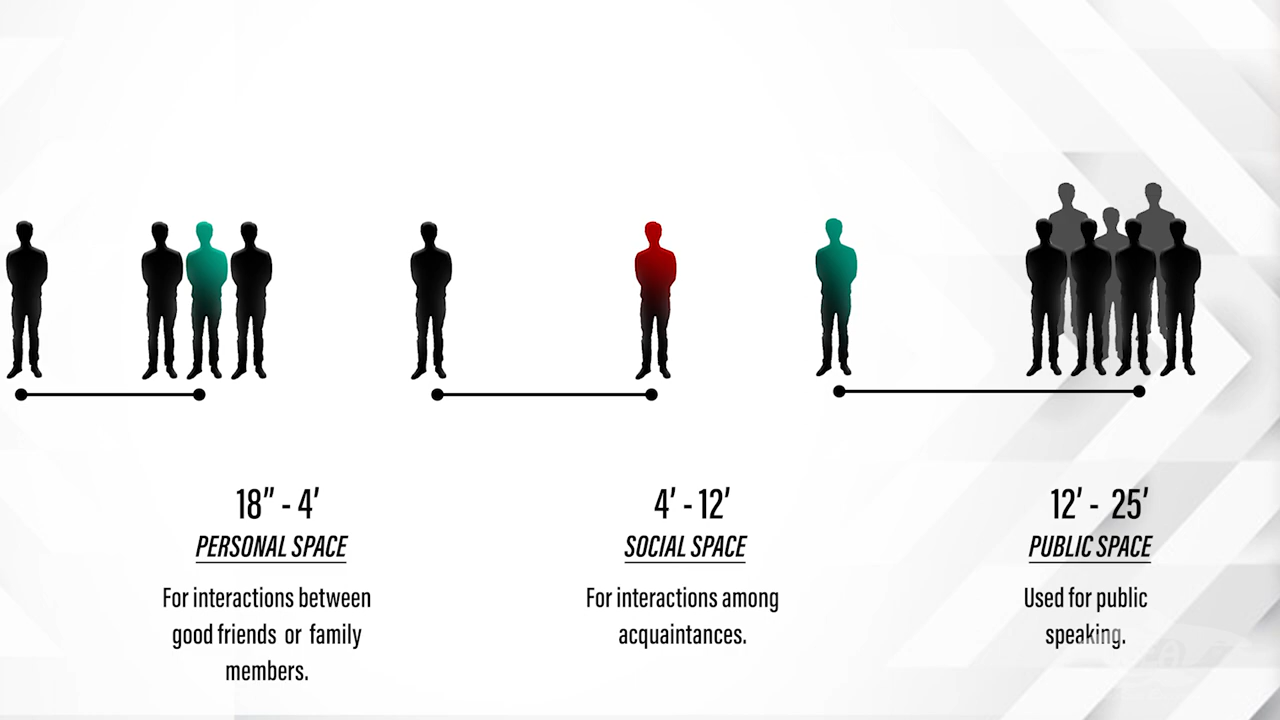 18” - 4’
PERSONAL SPACE
For interactions between
good friends or family
members.
4’ - 12’
SOCIAL SPACE
For interactions among
acquaintances.
12’ - 25’
PUBLIC SPACE
Used for public
speaking.